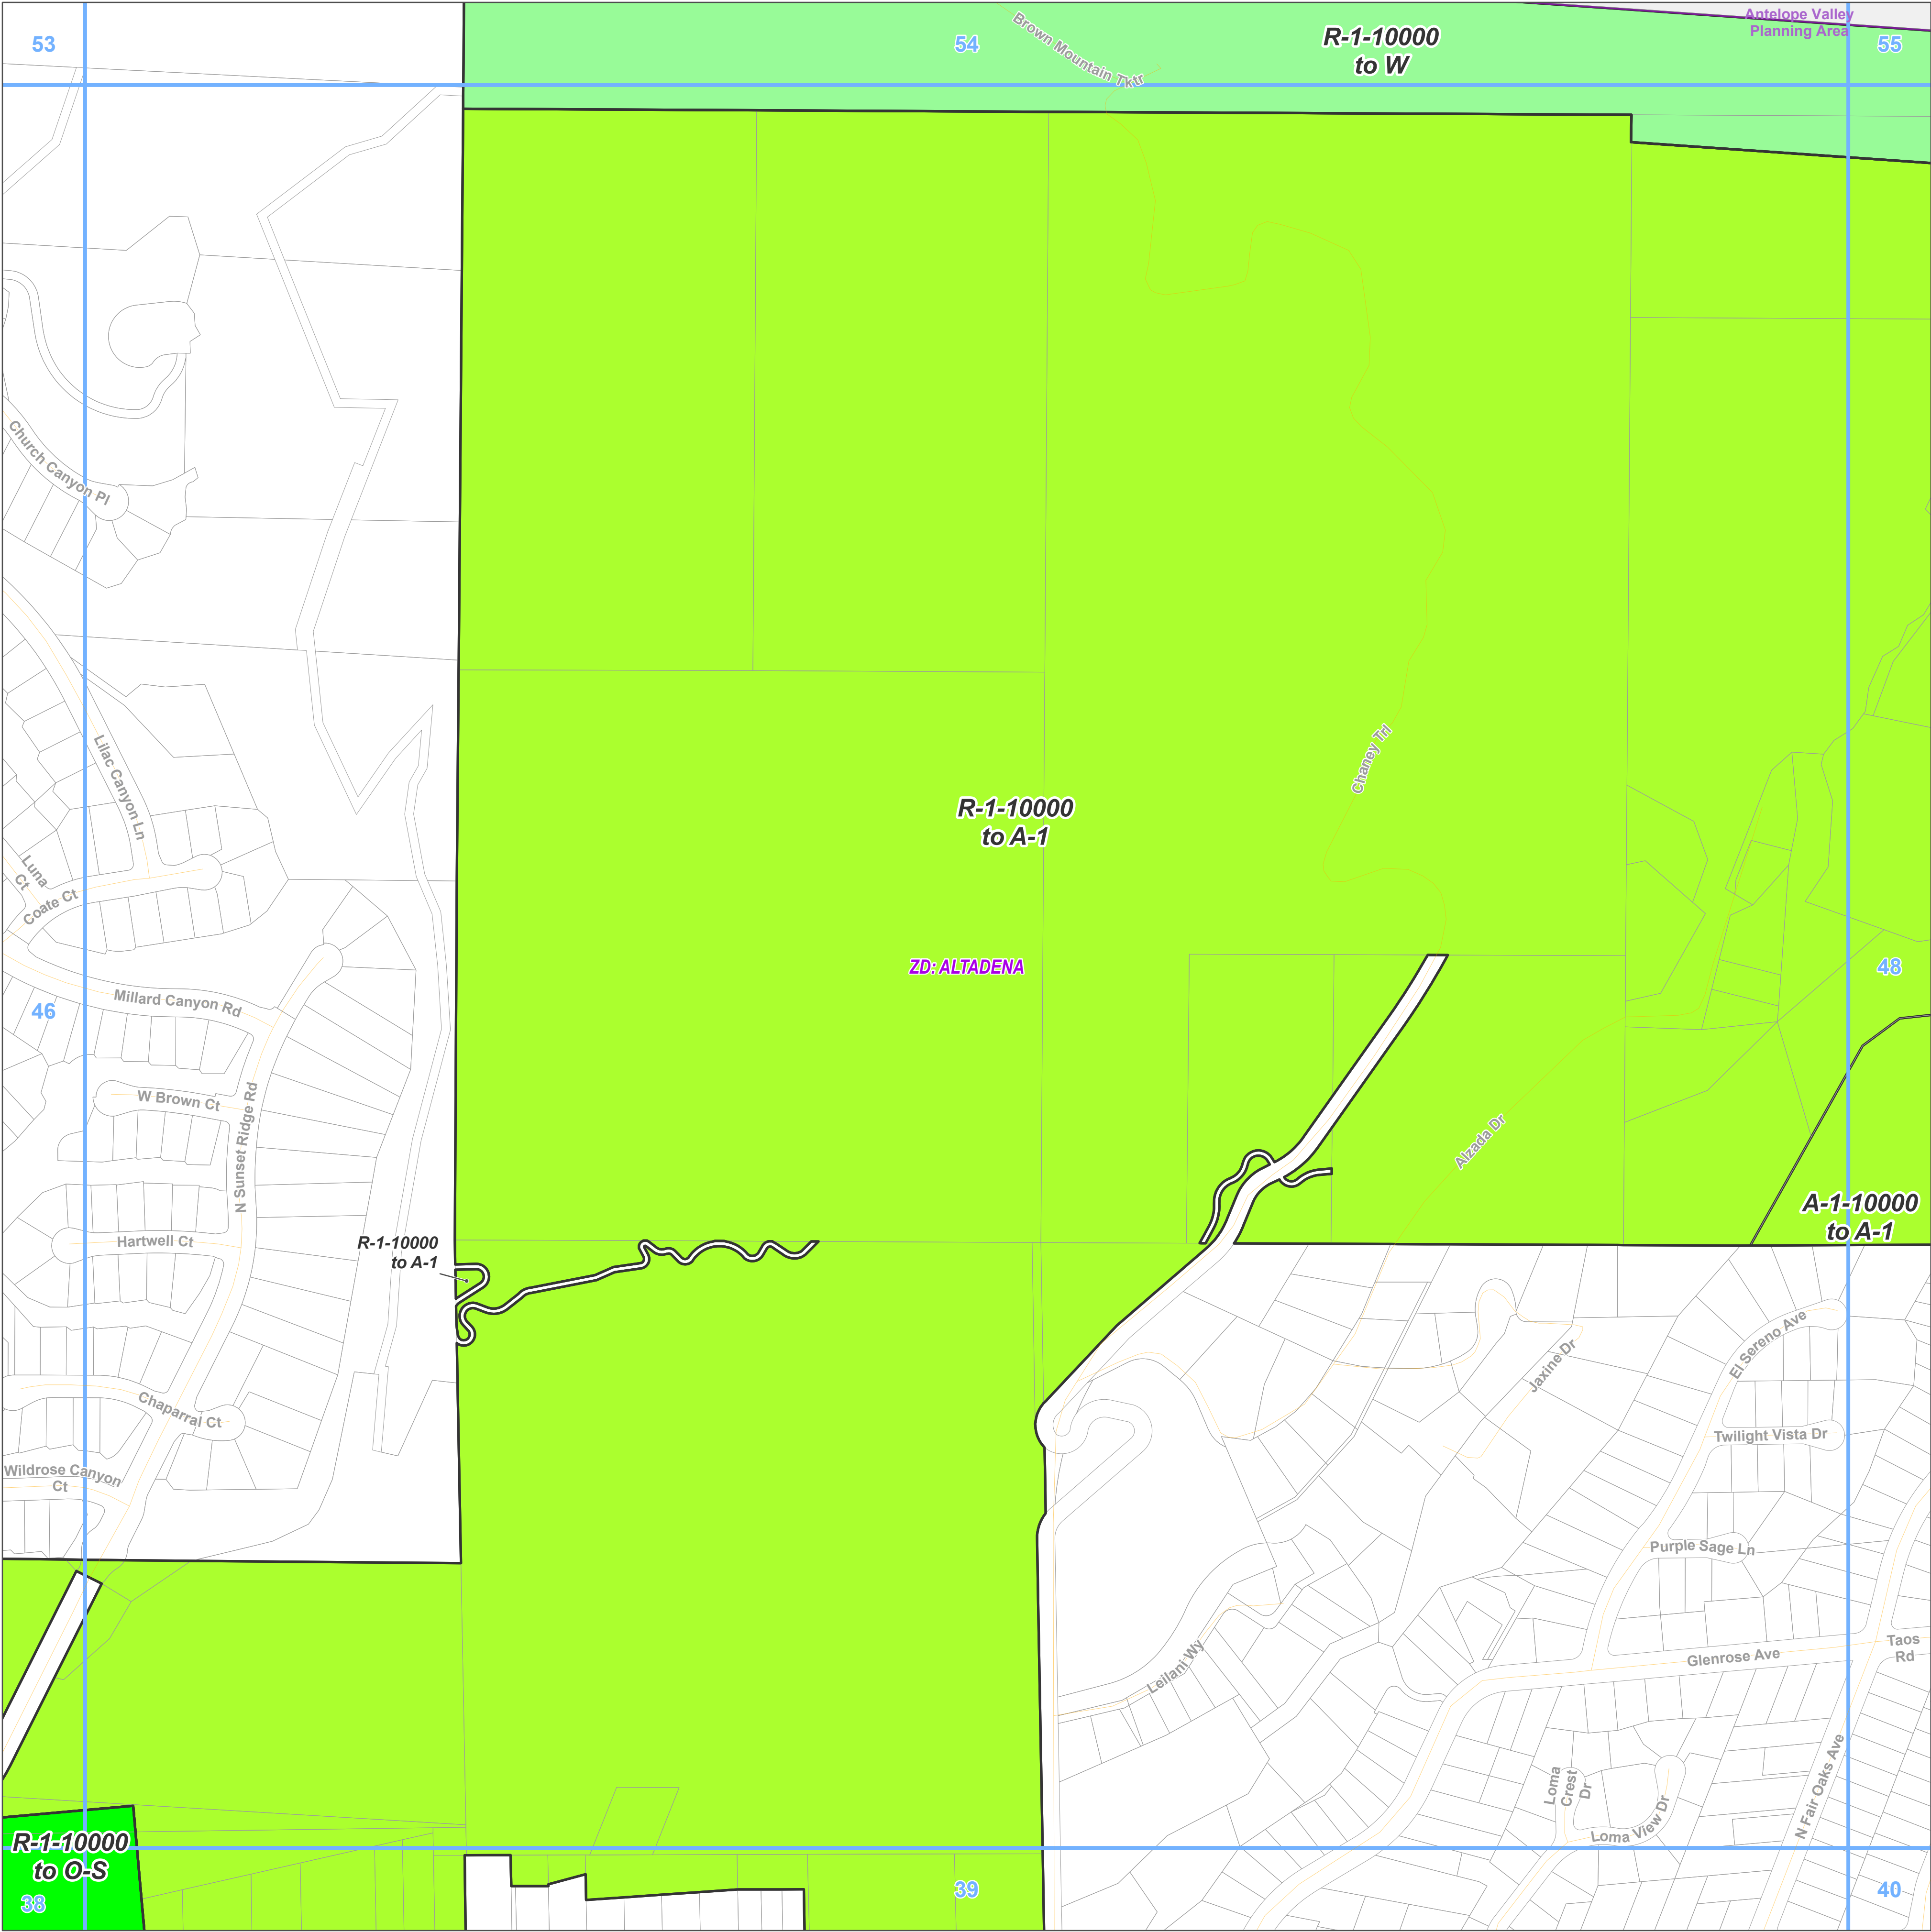 53
54
55
Brown Mountain Tktr
R-1-10000
to W
Antelope Valley
Planning Area
Church Canyon Pl
Lilac Canyon Ln
Luna
Ct
Coate Ct
Chaney Trl
R-1-10000
to A-1
ZD: ALTADENA
46
48
Millard Canyon Rd
W Brown Ct
N Sunset Ridge Rd
Alzada Dr
Hartwell Ct
R-1-10000
to A-1
A-1-10000
to A-1
Chaparral Ct
Wildrose Canyon
Ct
Jaxine Dr
El Sereno Ave
Twilight Vista Dr
Purple Sage Ln
Leilani Wy
Glenrose Ave
Taos
Rd
Loma
Crest
Dr
Loma View Dr
N Fair Oaks Ave
R-1-10000
to O-S
38
39
40